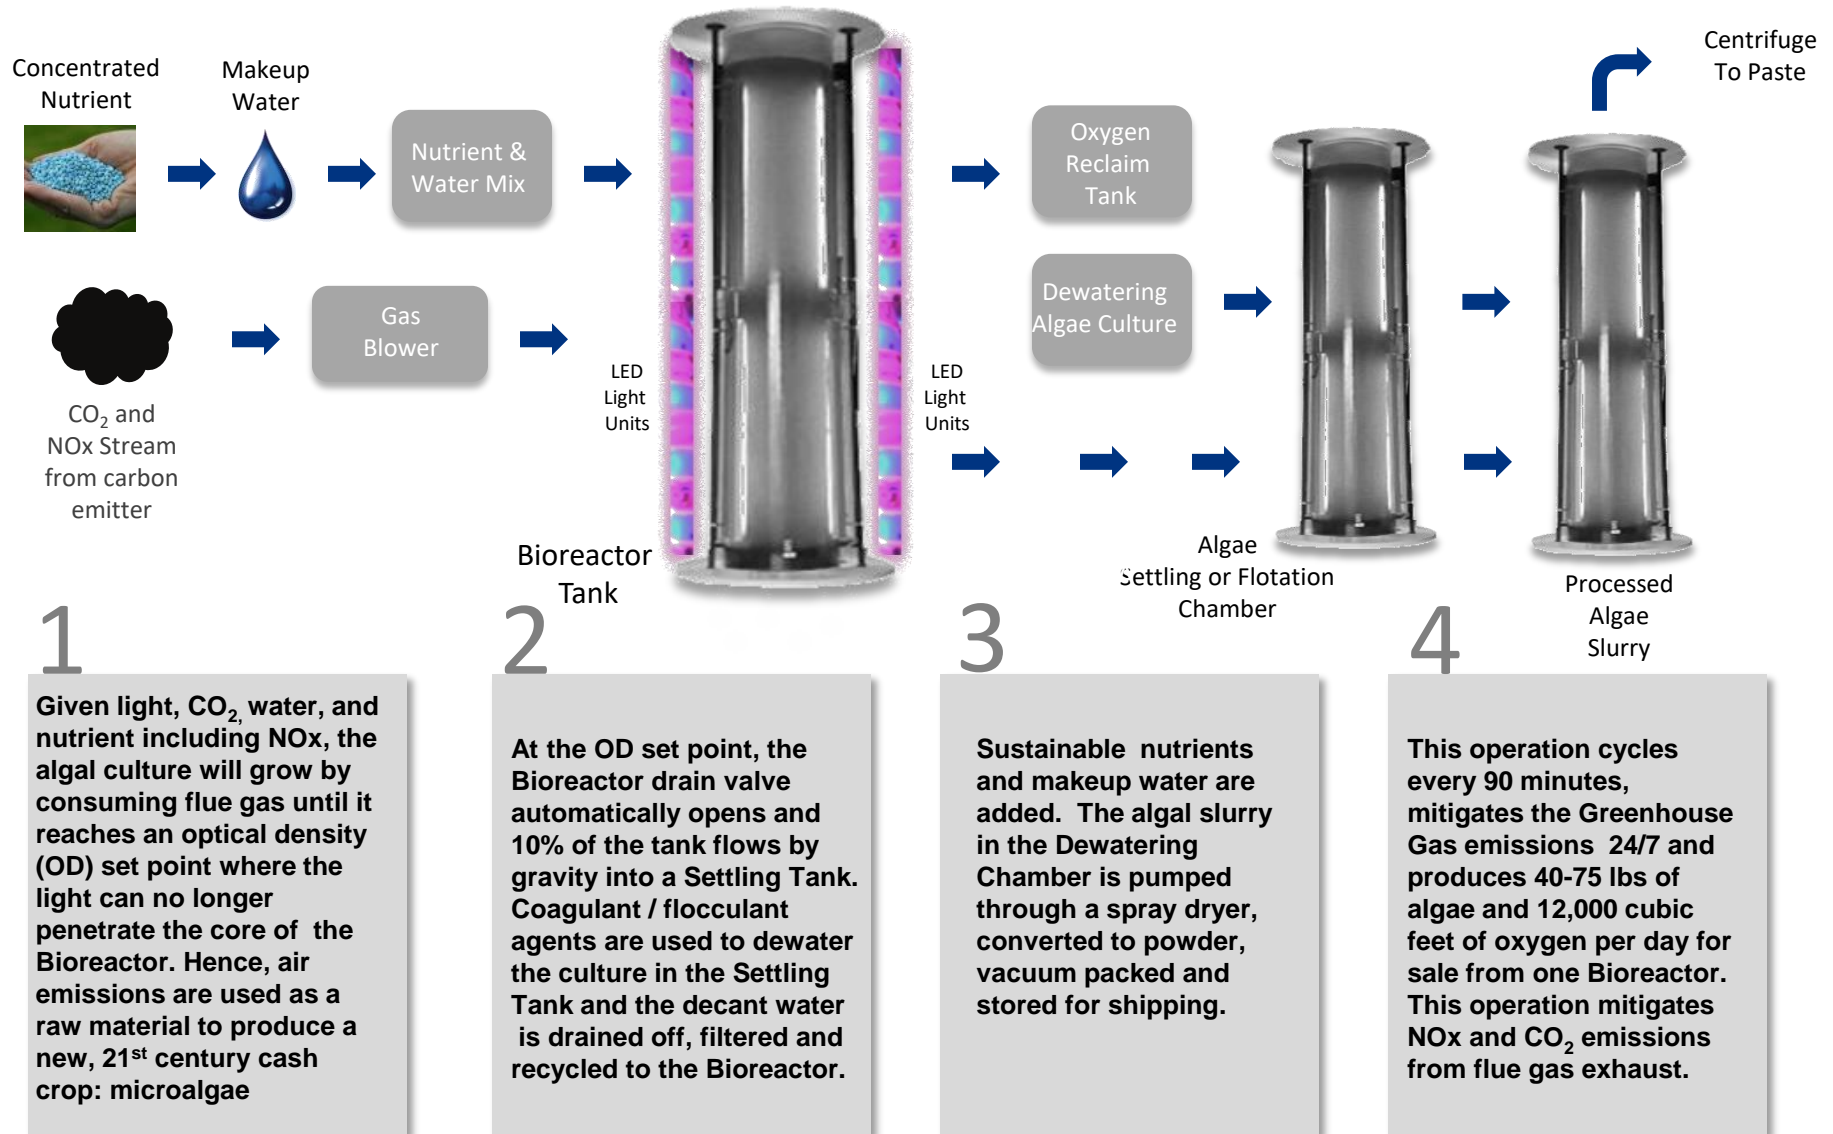 Concentrated
Nutrient
Makeup
Water
Nutrient &
Water Mix
Oxygen
Reclaim
Tank
Centrifuge
To Paste
CO2 and
NOx Stream
from carbon
emitter
Gas
Blower
LED
Light
Units
LED
Light
Units
Dewatering
Algae Culture
Bioreactor
Tank
Algae
Settling or Flotation
Chamber
Processed
Algae
Slurry
1
Given light, CO2, water, and
nutrient including NOx, the
algal culture will grow by
consuming flue gas until it
reaches an optical density
(OD) set point where the
light can no longer
penetrate the core of the
Bioreactor. Hence, air
emissions are used as a
raw material to produce a
new, 21st century cash
crop: microalgae
2
At the OD set point, the
Bioreactor drain valve
automatically opens and
10% of the tank flows by
gravity into a Settling Tank.
Coagulant / flocculant
agents are used to dewater
the culture in the Settling
Tank and the decant water
is drained off, filtered and
recycled to the Bioreactor.
3
Sustainable nutrients
and makeup water are
added. The algal slurry
in the Dewatering
Chamber is pumped
through a spray dryer,
converted to powder,
vacuum packed and
stored for shipping.
4
This operation cycles
every 90 minutes,
mitigates the Greenhouse
Gas emissions 24/7 and
produces 40-75 lbs of
algae and 12,000 cubic
feet of oxygen per day for
sale from one Bioreactor.
This operation mitigates
NOx and CO2 emissions
from flue gas exhaust.